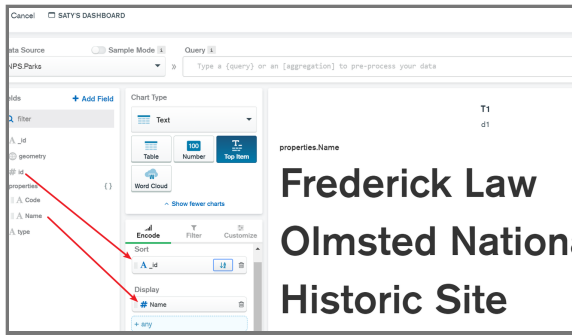 Cancel SATY'S DASHBOARD
ata Source Sample Mode i Query i
NPS.Parks » Type a {query} or an [aggregation] to pre-process your data
elds + Add Field Chart Type
T1
filter Text
d1
A _id
geometry
100
properties.Name
Table Number Top Item
# id
properties { }
Word Cloud
Frederick Law
A Code
^ Show fewer charts
A Name
A type
Encode Filter Customize
Olmsted Nationa
Sort
A _id
Display
# Name
Historic Site
+ any